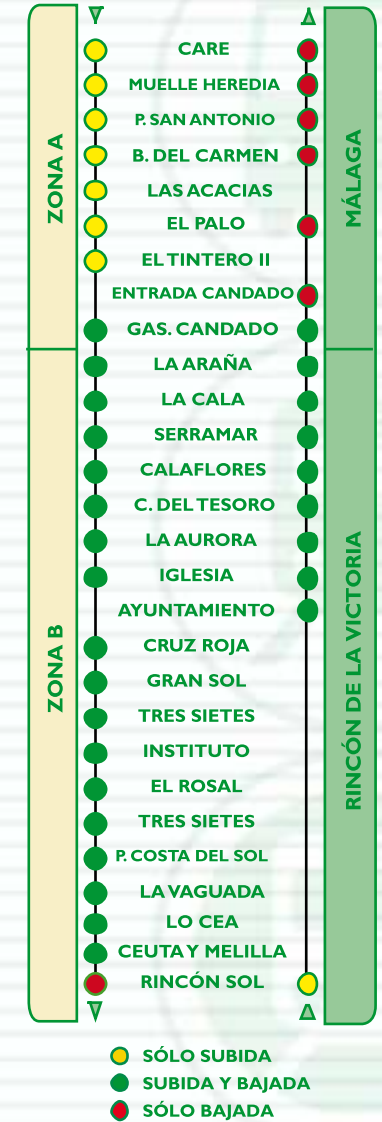 ZONA A
ZONA B
CARE
MUELLE HEREDIA
P. SAN ANTONIO
B. DEL CARMEN
LAS ACACIAS
EL PALO
EL TINTERO II
ENTRADA CANDADO
GAS. CANDADO
LA ARAÑA
LA CALA
SERRAMAR
CALAFLORES
C. DEL TESORO
LA AURORA
IGLESIA
AYUNTAMIENTO
CRUZ ROJA
GRAN SOL
TRES SIETES
INSTITUTO
EL ROSAL
TRES SIETES
P. COSTA DEL SOL
LA VAGUADA
LO CEA
CEUTA Y MELILLA
RINCÓN SOL
MÁLAGA
RINCÓN DE LA VICTORIA
SÓLO SUBIDA
SUBIDA Y BAJADA
SÓLO BAJADA